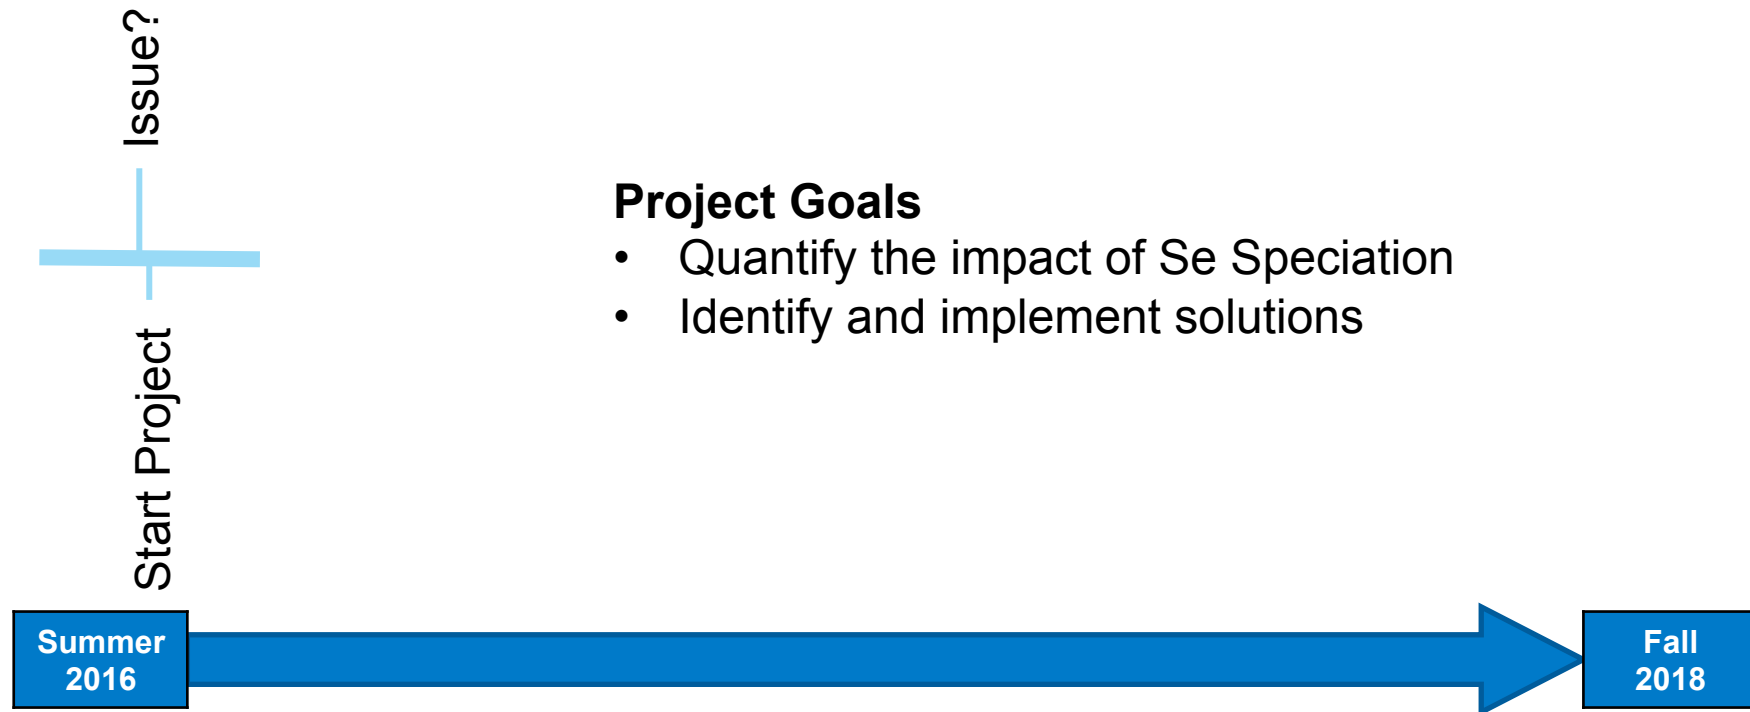 Issue?
Start Project
Project Goals
• Quantify the impact of Se Speciation
• Identify and implement solutions
Summer
2016
Fall
2018